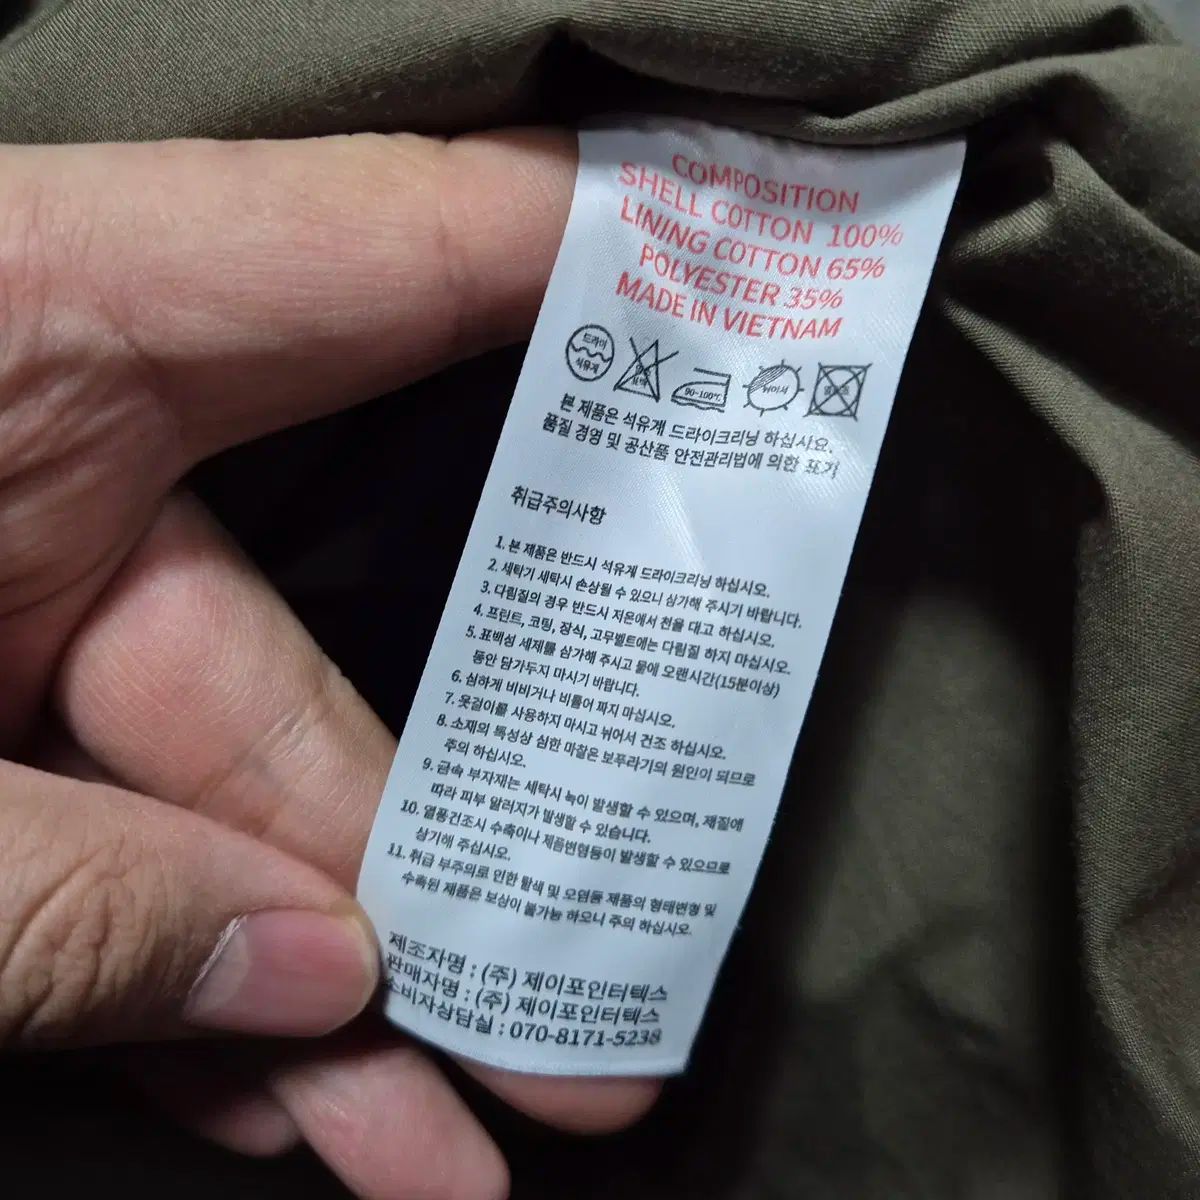 COMPOSITION
SHELL COTTON 100%
LINING COTTON 65%
POLYESTER 35%
MADE IN VIETNAM
드라이
석유계
90-100℃
뉘어서
본 제품은 석유계 드라이크리닝 하십시요.
품질 경영 및 공산품 안전관리법에 의한 표기
취급주의사항
1. 본 제품은 반드시 석유계 드라이크리닝 하십시오.
2. 세탁기 세탁시 손상될 수 있으니 삼가해 주시기 바랍니다.
3. 다림질의 경우 반드시 저온에서 천을 대고 하십시오.
4. 프린트, 코팅, 장식, 고무벨트에는 다림질 하지 마십시오.
5. 표백성 세제를 삼가해 주시고 물에 오랜시간(15분이상)
동안 담가두지 마시기 바랍니다.
6. 심하게 비비거나 비틀어 짜지 마십시오.
7. 옷걸이를 사용하지 마시고 뉘어서 건조 하십시오.
8. 소재의 특성상 심한 마찰은 보푸라기의 원인이 되므로
주의 하십시오.
9. 금속 부자재는 세탁시 녹이 발생할 수 있으며, 재질에
따라 피부 알러지가 발생할 수 있습니다.
10. 열풍건조시 수축이나 제품변형등이 발생할 수 있으므로
삼가해 주십시오.
11. 취급 부주의로 인한 탈색 및 오염등 제품의 형태변형 및
수축된 제품은 보상이 불가능 하오니 주의 하십시오.
제조자명 : (주) 제이포인터텍스
판매자명 : (주) 제이포인터텍스
소비자상담실 : 070-8171-5238